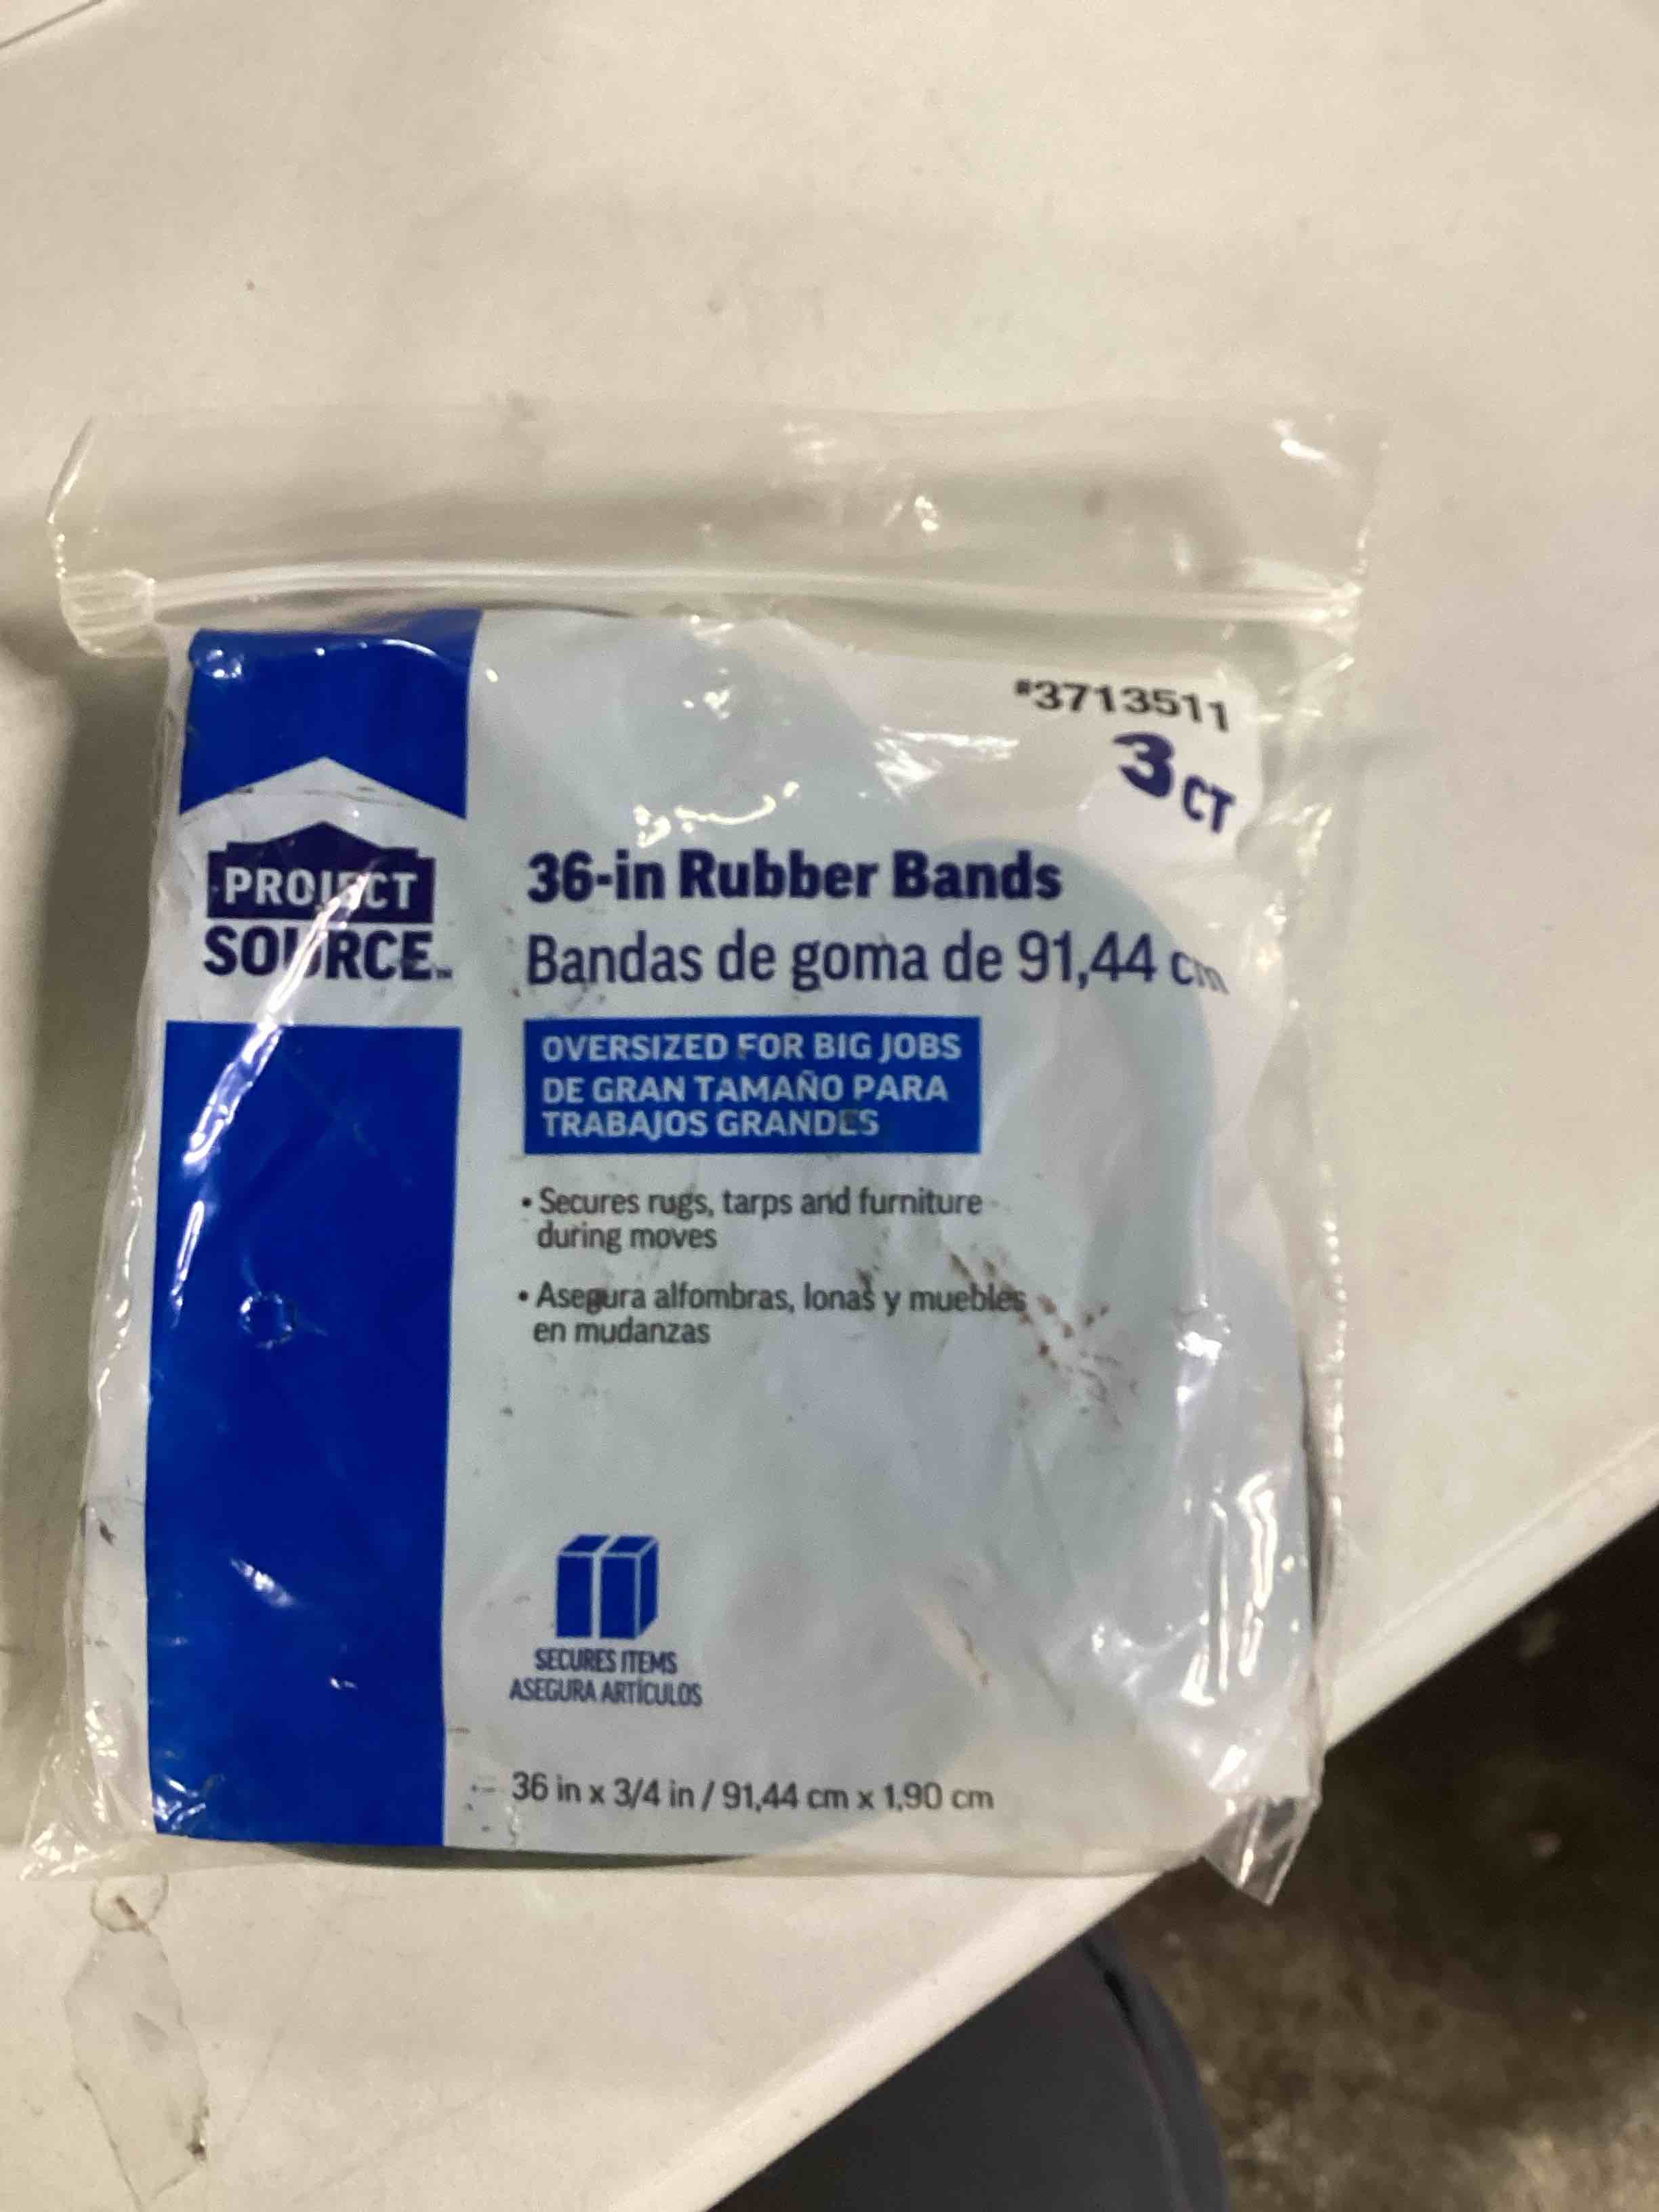 #3713511
3 CT
PROJECT
SOURCE™
36-in Rubber Bands
Bandas de goma de 91,44 cm
OVERSIZED FOR BIG JOBS
DE GRAN TAMAÑO PARA
TRABAJOS GRANDES
• Secures rugs, tarps and furniture
during moves
• Asegura alfombras, lonas y muebles
en mudanzas
SECURES ITEMS
ASEGURA ARTÍCULOS
36 in x 3/4 in / 91,44 cm x 1,90 cm